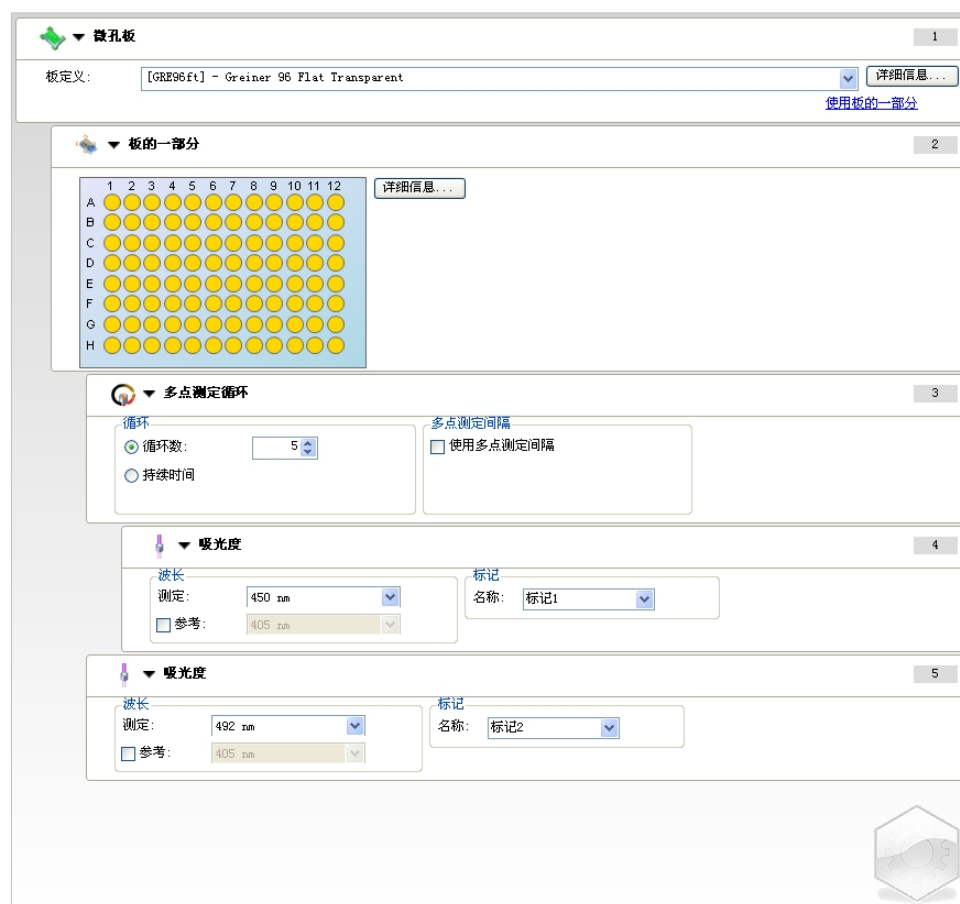 微孔板 1
板定义: [GRE96ft] - Greiner 96 Flat Transparent 详细信息...
使用板的一部分
板的一部分 2
1 2 3 4 5 6 7 8 9 10 11 12 详细信息...
A
B
C
D
E
F
G
H
多点测定循环 3
循环 多点测定间隔
循环数: 5 使用多点测定间隔
持续时间
吸光度 4
波长 标记
测定: 450 nm 名称: 标记1
参考: 405 nm
吸光度 5
波长 标记
测定: 492 nm 名称: 标记2
参考: 405 nm